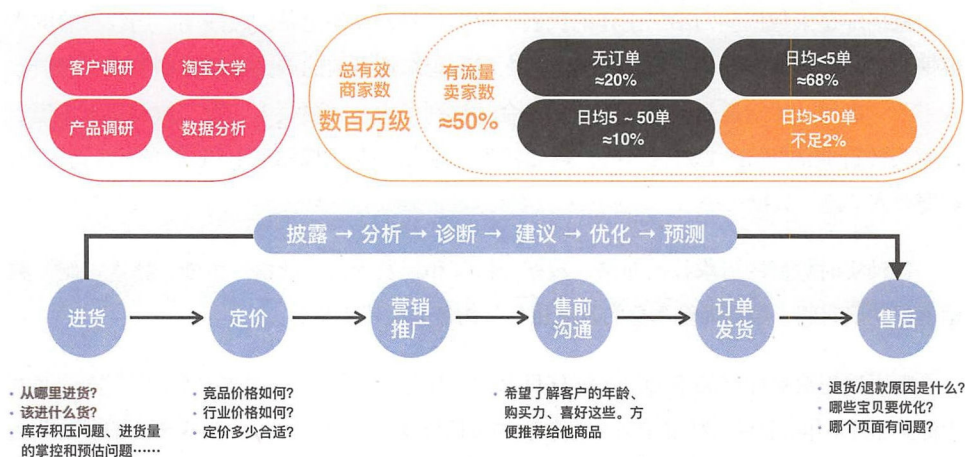 客户调研
淘宝大学
产品调研
数据分析
总有效
商家数
数百万级
有流量
卖家数
≈50%
无订单
≈20%
日均<5单
≈68%
日均5 ~ 50单
≈10%
日均>50单
不足2%
披露 → 分析 → 诊断 → 建议 → 优化 → 预测
进货
定价
营销
推广
售前
沟通
订单
发货
售后
· 从哪里进货?
· 该进什么货?
· 库存积压问题、进货量
的掌控和预估问题……
· 竞品价格如何?
· 行业价格如何?
· 定价多少合适?
· 希望了解客户的年龄、
购买力、喜好这些。方
便推荐给他商品
· 退货/退款原因是什么?
· 哪些宝贝要优化?
· 哪个页面有问题?